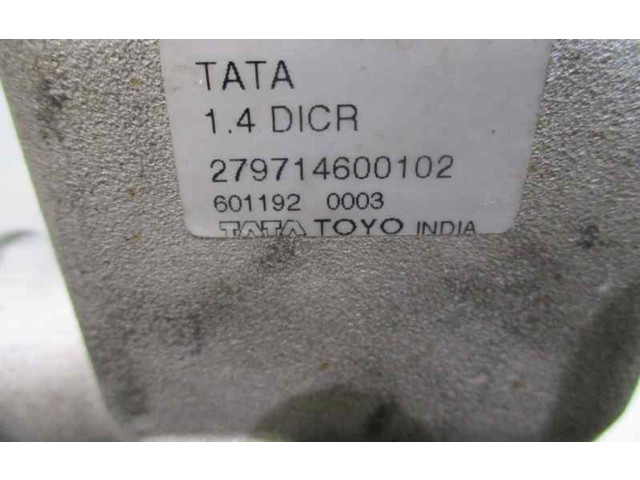 TATA
1.4 DICR
279714600102
601192 0003
TATA TOYO INDIA